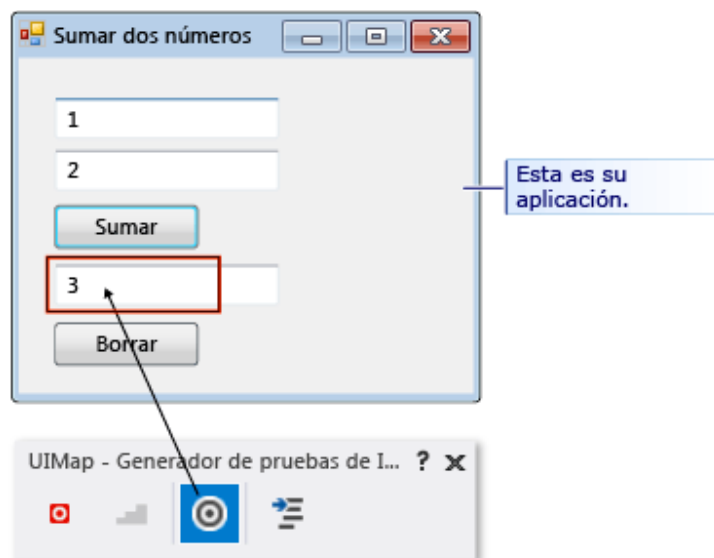 Sumar dos números
1
2
Sumar
3
Borrar
Esta es su
aplicación.
UIMap - Generador de pruebas de I... ?